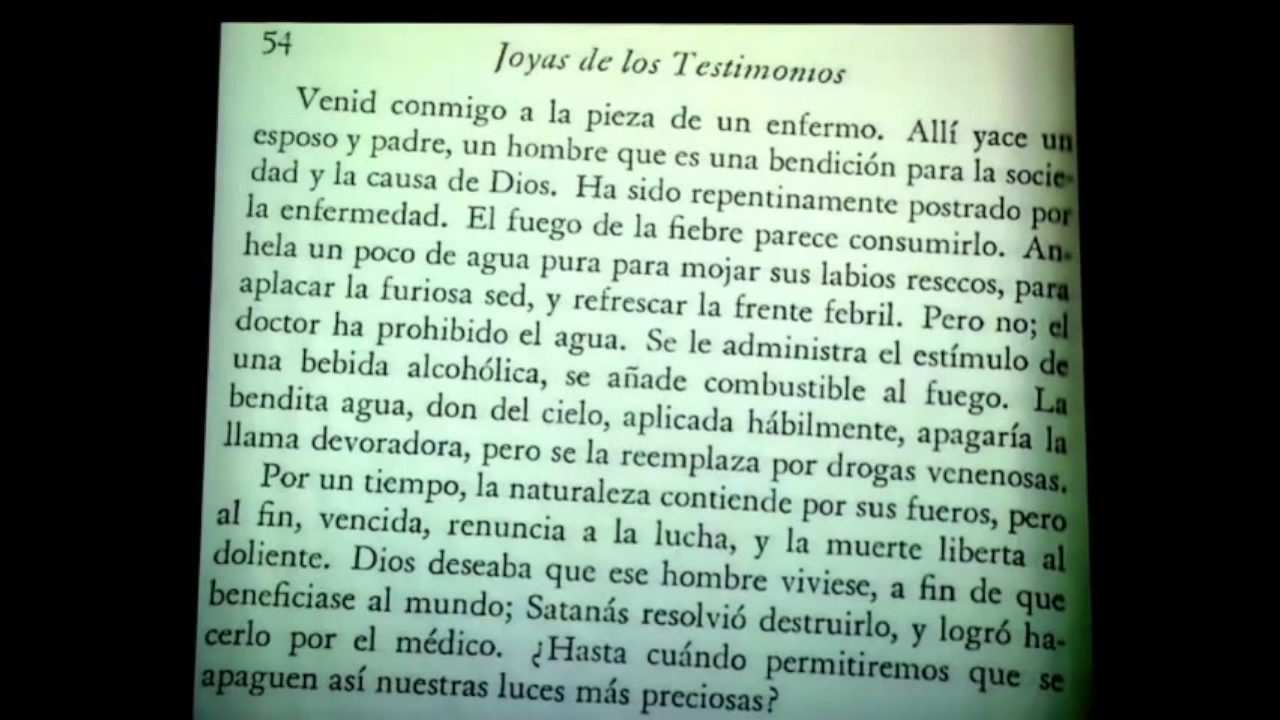 54
Joyas de los Testimonios
Venid conmigo a la pieza de un enfermo. Allí yace un
esposo y padre, un hombre que es una bendición para la socie-
dad y la causa de Dios. Ha sido repentinamente postrado por
la enfermedad. El fuego de la fiebre parece consumirlo. An-
hela un poco de agua pura para mojar sus labios resecos, para
aplacar la furiosa sed, y refrescar la frente febril. Pero no; el
doctor ha prohibido el agua. Se le administra el estímulo de
una bebida alcohólica, se añade combustible al fuego. La
bendita agua, don del cielo, aplicada hábilmente, apagaría la
llama devoradora, pero se la reemplaza por drogas venenosas.
Por un tiempo, la naturaleza contiende por sus fueros, pero
al fin, vencida, renuncia a la lucha, y la muerte liberta al
doliente. Dios deseaba que ese hombre viviese, a fin de que
beneficiase al mundo; Satanás resolvió destruirlo, y logró ha-
cerlo por el médico. ¿Hasta cuándo permitiremos que se
apaguen así nuestras luces más preciosas?